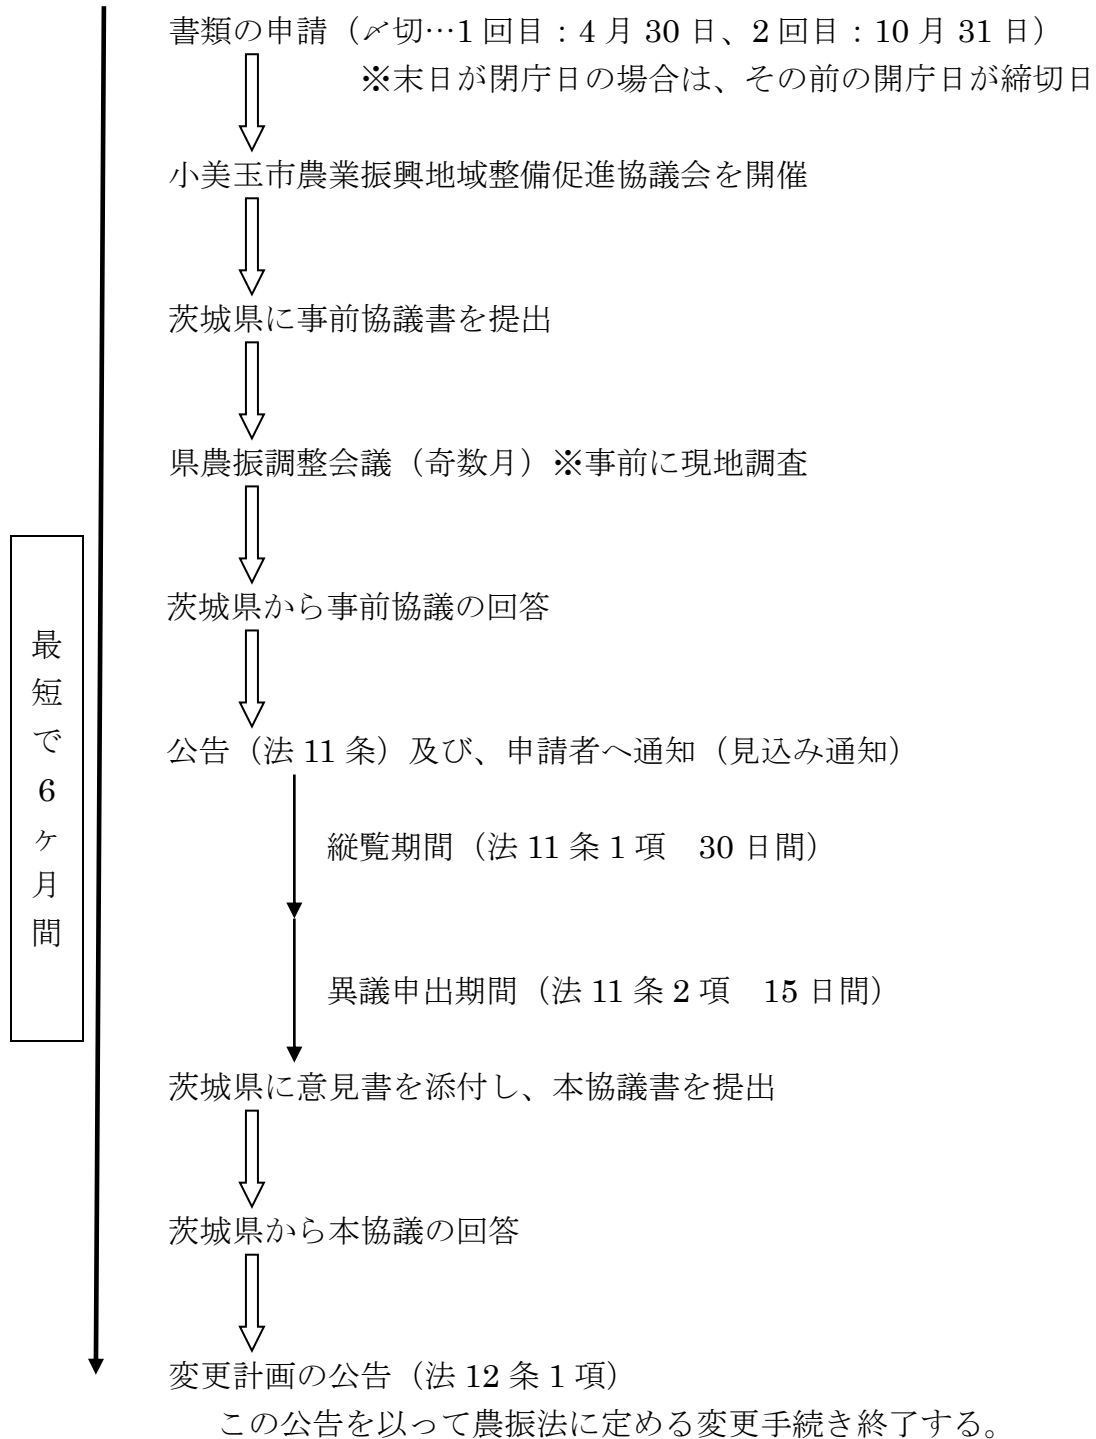 書類の申請（〆切…1回目：4月30日、2回目：10月31日）
※末日が閉庁日の場合は、その前の開庁日が締切日
小美玉市農業振興地域整備促進協議会を開催
茨城県に事前協議書を提出
県農振調整会議（奇数月）※事前に現地調査
茨城県から事前協議の回答
公告（法11条）及び、申請者へ通知（見込み通知）
縦覧期間（法11条1項　30日間）
異議申出期間（法11条2項　15日間）
茨城県に意見書を添付し、本協議書を提出
茨城県から本協議の回答
変更計画の公告（法12条1項）
この公告を以って農振法に定める変更手続き終了する。
最短で6ヶ月間